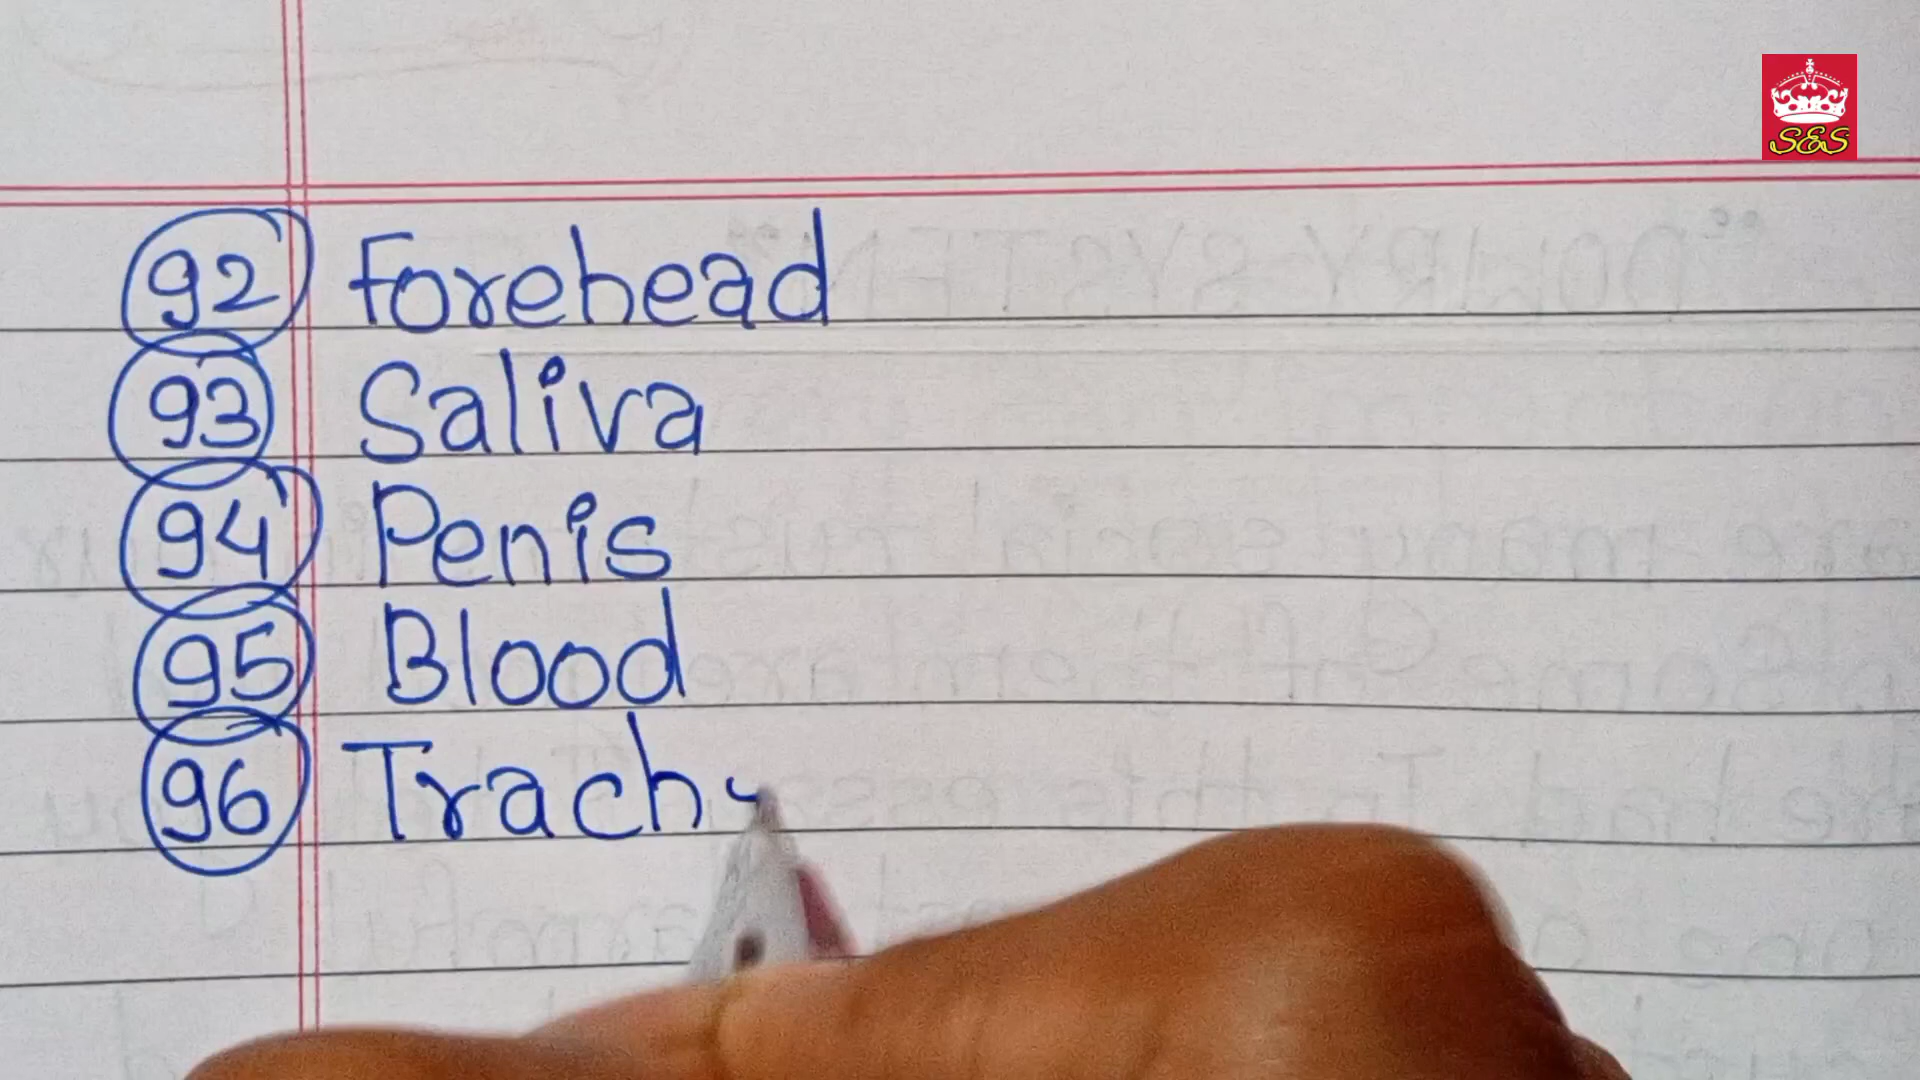 S&S
92 Forehead
93 Saliva
94 Penis
95 Blood
96 Trach